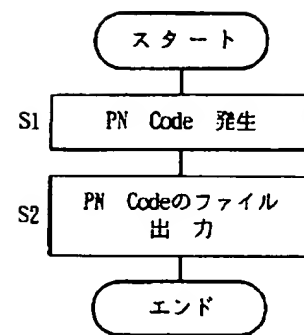 スタート
S1
PN Code 発生
S2
PN Codeのファイル
出力
エンド